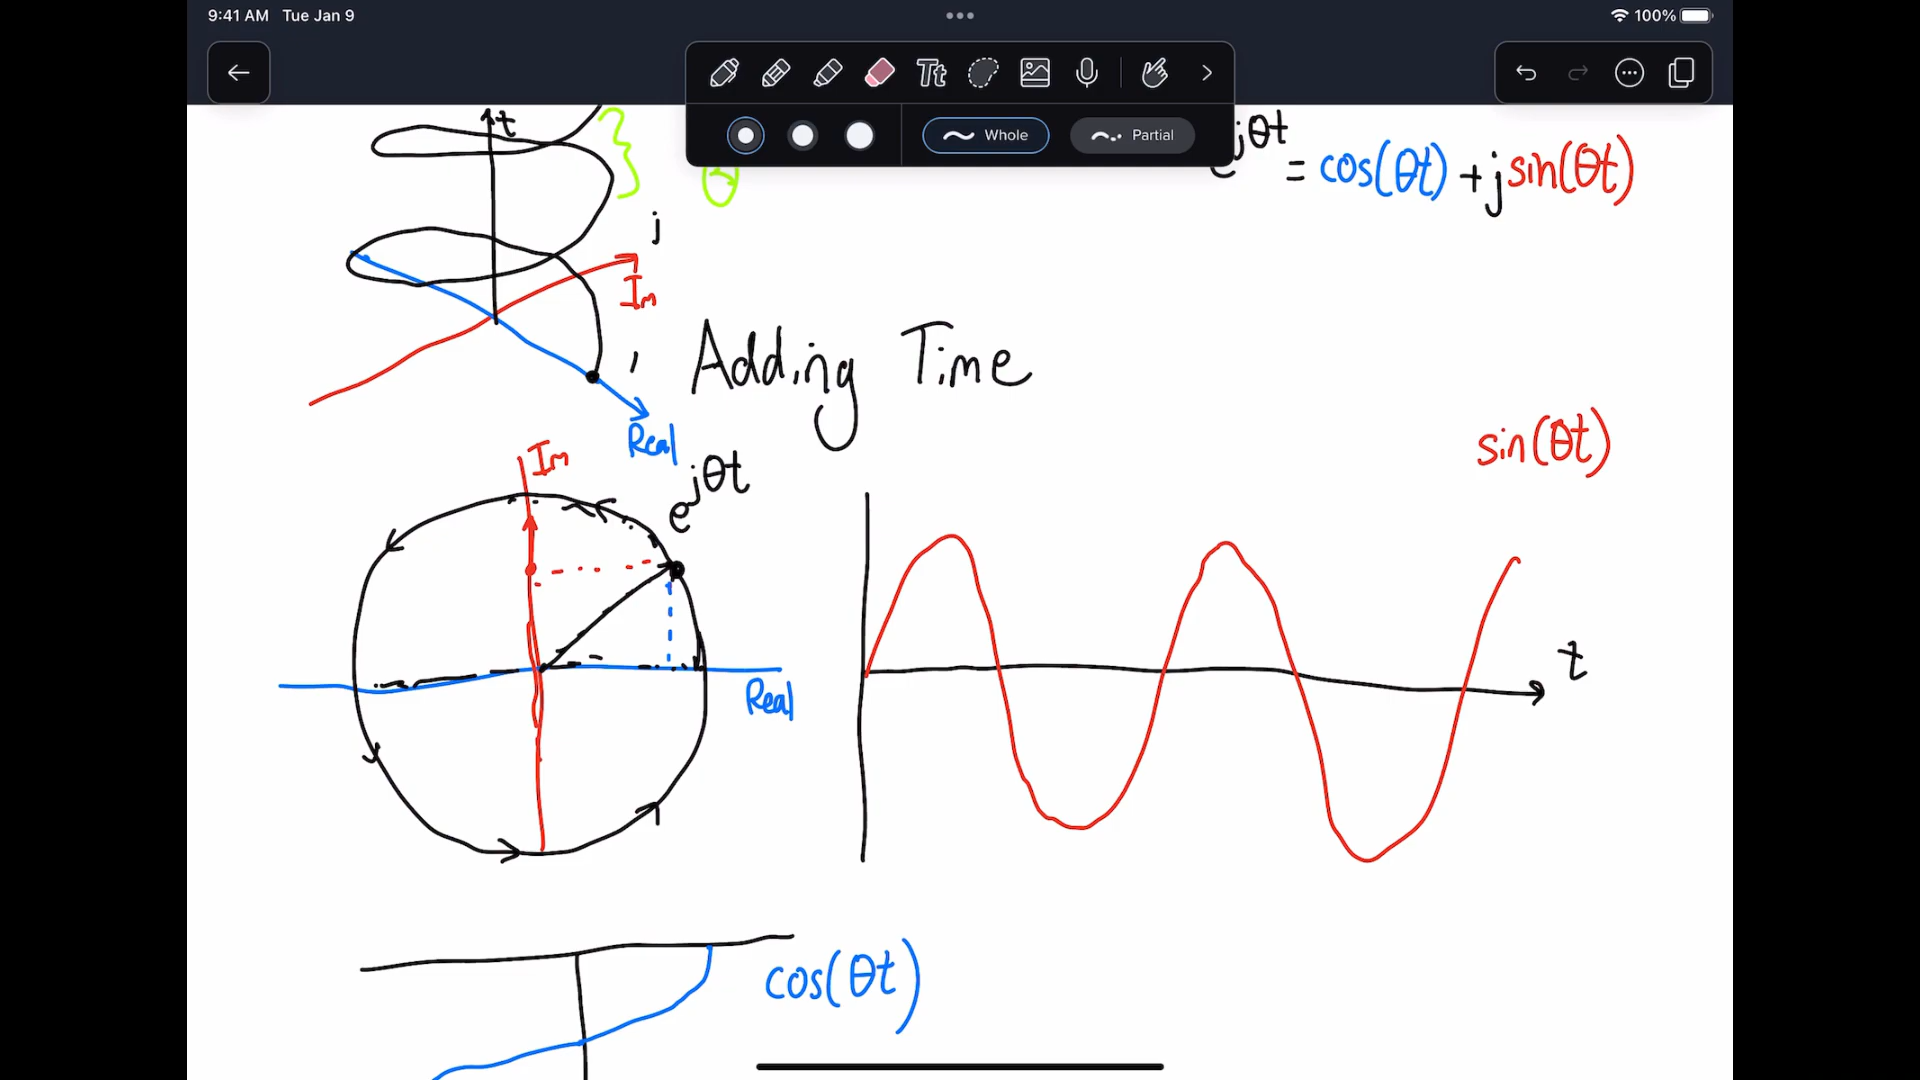 9:41 AM Tue Jan 9
100%
Tt
Whole
Partial
t
θ
e^jθt = cos(θt) + j sin(θt)
j
Im
Adding Time
Real
Im
e^jθt
sin(θt)
Real
t
cos(θt)